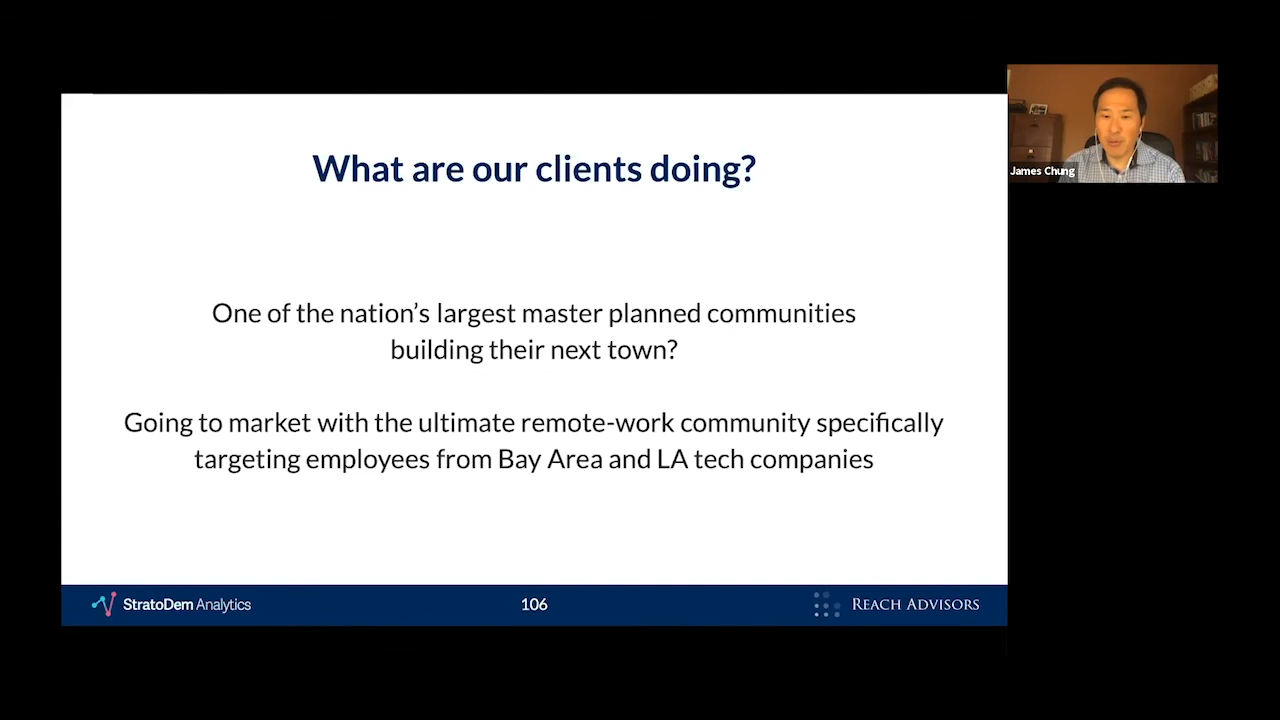 What are our clients doing?
One of the nation’s largest master planned communities
building their next town?
Going to market with the ultimate remote-work community specifically
targeting employees from Bay Area and LA tech companies
StratoDem Analytics
106
REACH ADVISORS
James Chung